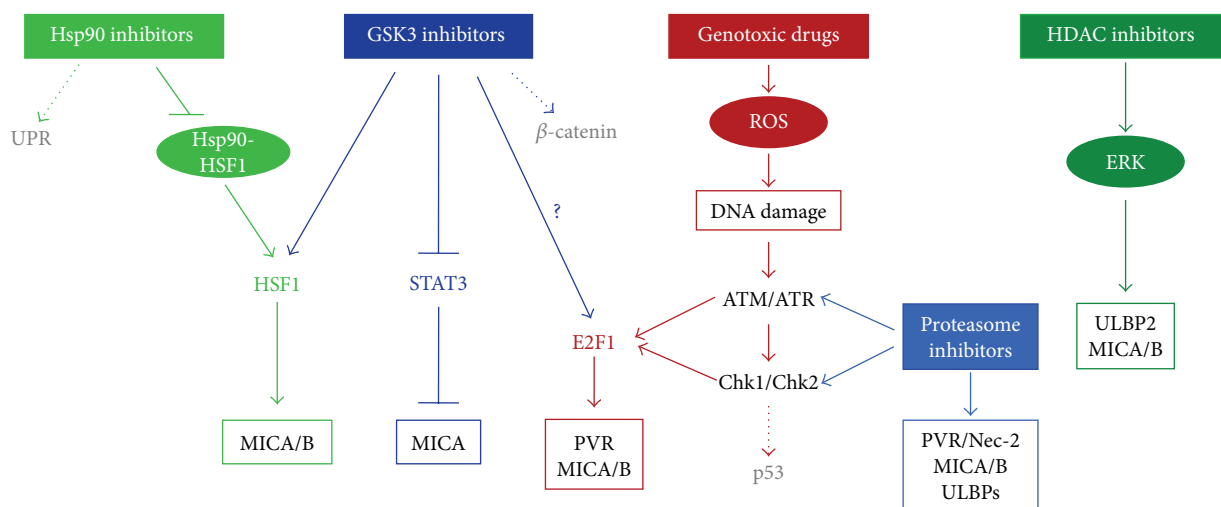 Hsp90 inhibitors
GSK3 inhibitors
Genotoxic drugs
HDAC inhibitors
UPR
Hsp90-
HSF1
β-catenin
ROS
ERK
?
DNA damage
HSF1
STAT3
E2F1
ATM/ATR
Chk1/Chk2
Proteasome
inhibitors
ULBP2
MICA/B
MICA/B
MICA
PVR
MICA/B
p53
PVR/Nec-2
MICA/B
ULBPs